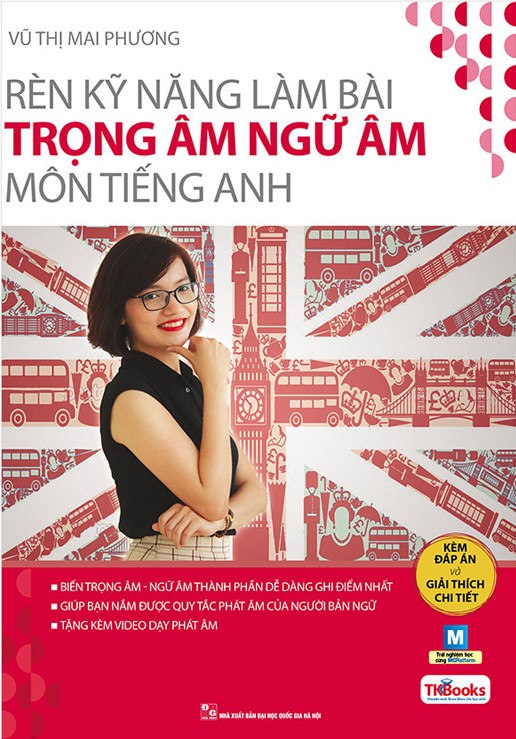 VŨ THỊ MAI PHƯƠNG
RÈN KỸ NĂNG LÀM BÀI
TRỌNG ÂM NGỮ ÂM
MÔN TIẾNG ANH
KÈM
ĐÁP ÁN
và
GIẢI THÍCH
CHI TIẾT
BIẾN TRỌNG ÂM - NGỮ ÂM THÀNH PHẦN DỄ DÀNG GHI ĐIỂM NHẤT
GIÚP BẠN NẮM ĐƯỢC QUY TẮC PHÁT ÂM CỦA NGƯỜI BẢN NGỮ
TẶNG KÈM VIDEO DẠY PHÁT ÂM
M
Trải nghiệm học
cùng MCPlatform
TKBooks
NHÀ XUẤT BẢN ĐẠI HỌC QUỐC GIA HÀ NỘI